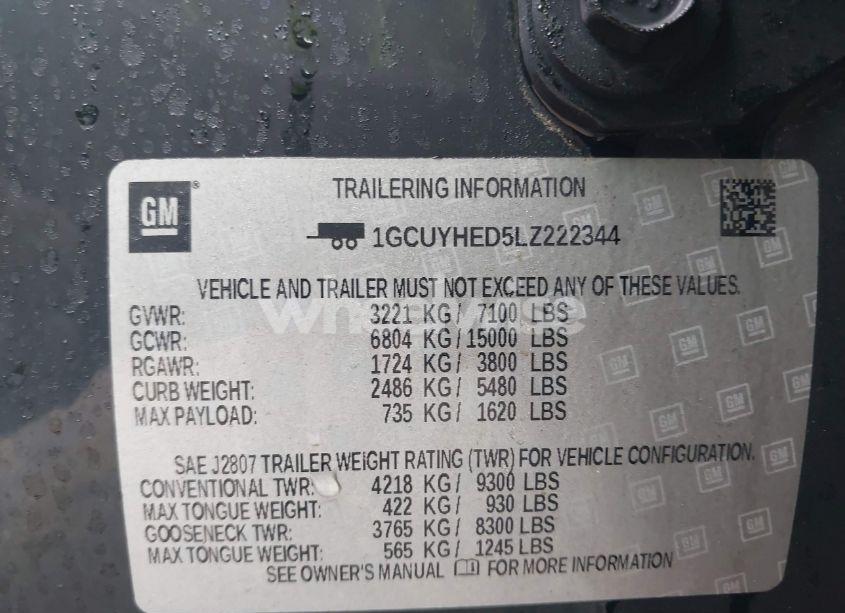 GM ®
TRAILERING INFORMATION
1GCUYHED5LZ222344
VEHICLE AND TRAILER MUST NOT EXCEED ANY OF THESE VALUES.
GVWR: 3221 KG / 7100 LBS
GCWR: 6804 KG / 15000 LBS
RGAWR: 1724 KG / 3800 LBS
CURB WEIGHT: 2486 KG / 5480 LBS
MAX PAYLOAD: 735 KG / 1620 LBS
SAE J2807 TRAILER WEIGHT RATING (TWR) FOR VEHICLE CONFIGURATION.
CONVENTIONAL TWR: 4218 KG / 9300 LBS
MAX TONGUE WEIGHT: 422 KG / 930 LBS
GOOSENECK TWR: 3765 KG / 8300 LBS
MAX TONGUE WEIGHT: 565 KG / 1245 LBS
SEE OWNER'S MANUAL FOR MORE INFORMATION